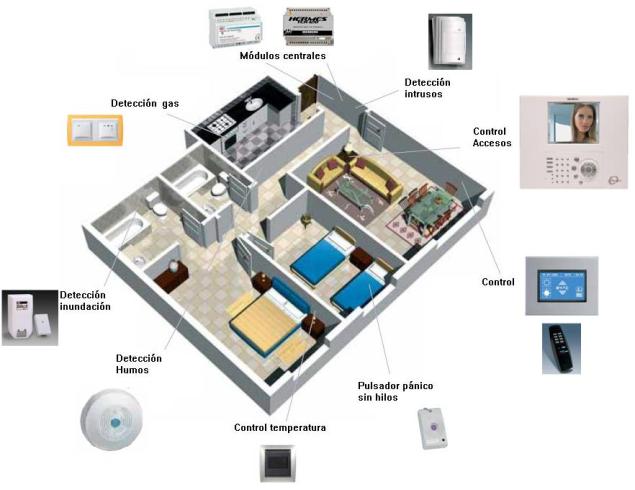 HERMES
Módulos centrales
Detección
intrusos
Detección gas
Control
Accesos
Control
Detección
inundación
Detección
Humos
Pulsador pánico
sin hilos
Control temperatura